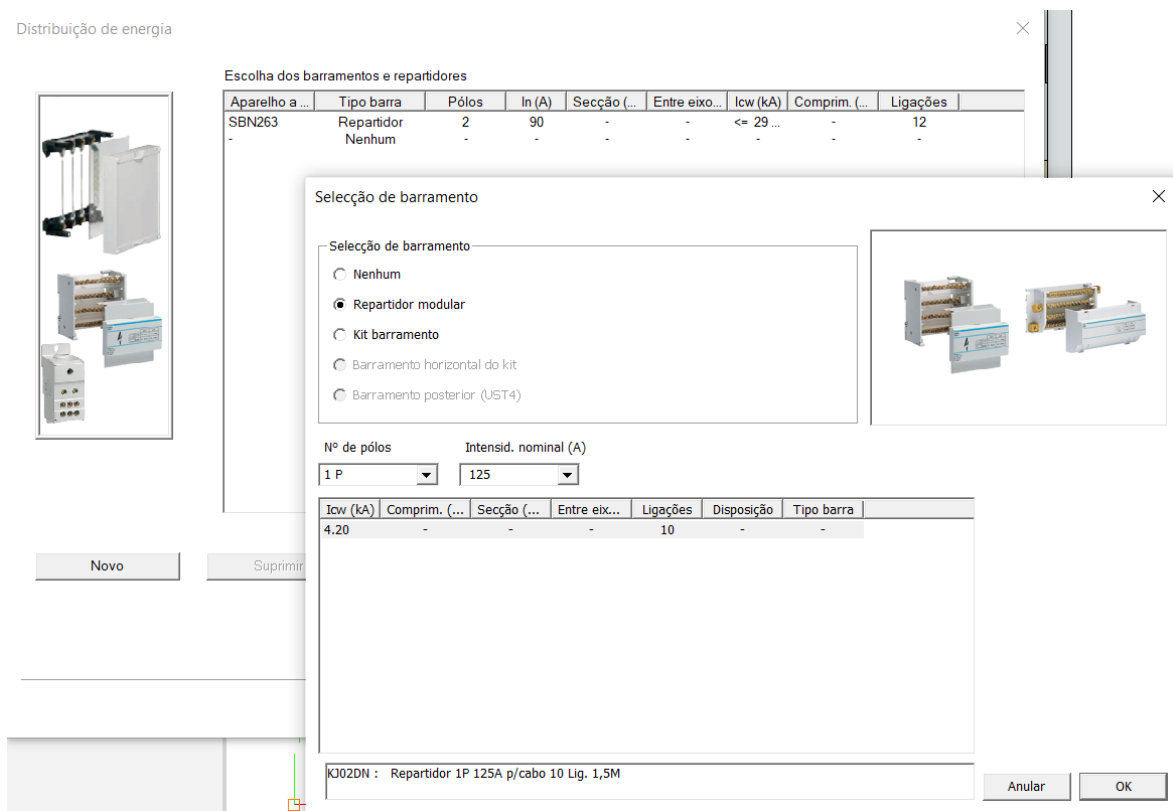 Distribuição de energia
Escolha dos barramentos e repartidores
Aparelho a ... Tipo barra Pólos In (A) Secção (... Entre eixo... Icw (kA) Comprim. (... Ligações
SBN263 Repartidor 2 90 - - <= 29 ... - 12
- Nenhum - - - - - - -
Selecção de barramento
Selecção de barramento
Nenhum
Repartidor modular
Kit barramento
Barramento horizontal do kit
Barramento posterior (UST4)
Nº de pólos Intensid. nominal (A)
1 P 125
Icw (kA) Comprim. (... Secção (... Entre eix... Ligações Disposição Tipo barra
4.20 - - - 10 - -
Novo Suprimir
KJ02DN : Repartidor 1P 125A p/cabo 10 Lig. 1,5M
Anular OK